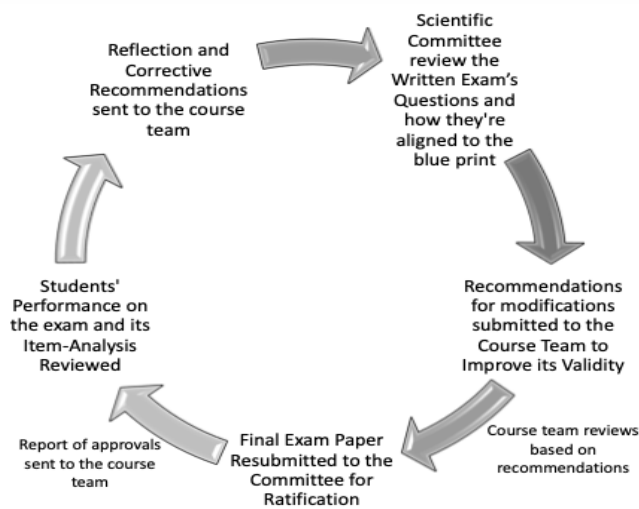 Scientific
Committee
review the
Written Exam's
Questions and
how they're
aligned to the
blue print
Recommendations
for modifications
submitted to the
Course Team to
Improve its Validity
Course team reviews
based on
recommendations
Final Exam Paper
Resubmitted to the
Committee for
Ratification
Report of approvals
sent to the course
team
Students'
Performance on
the exam and its
Item-Analysis
Reviewed
Reflection and
Corrective
Recommendations
sent to the course
team